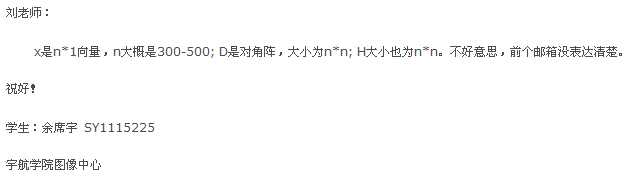 刘老师：
x是n*1向量，n大概是300-500; D是对角阵，大小为n*n; H大小也为n*n。不好意思，前个邮箱没表达清楚。
祝好！
学生：余席宇 SY1115225
宇航学院图像中心